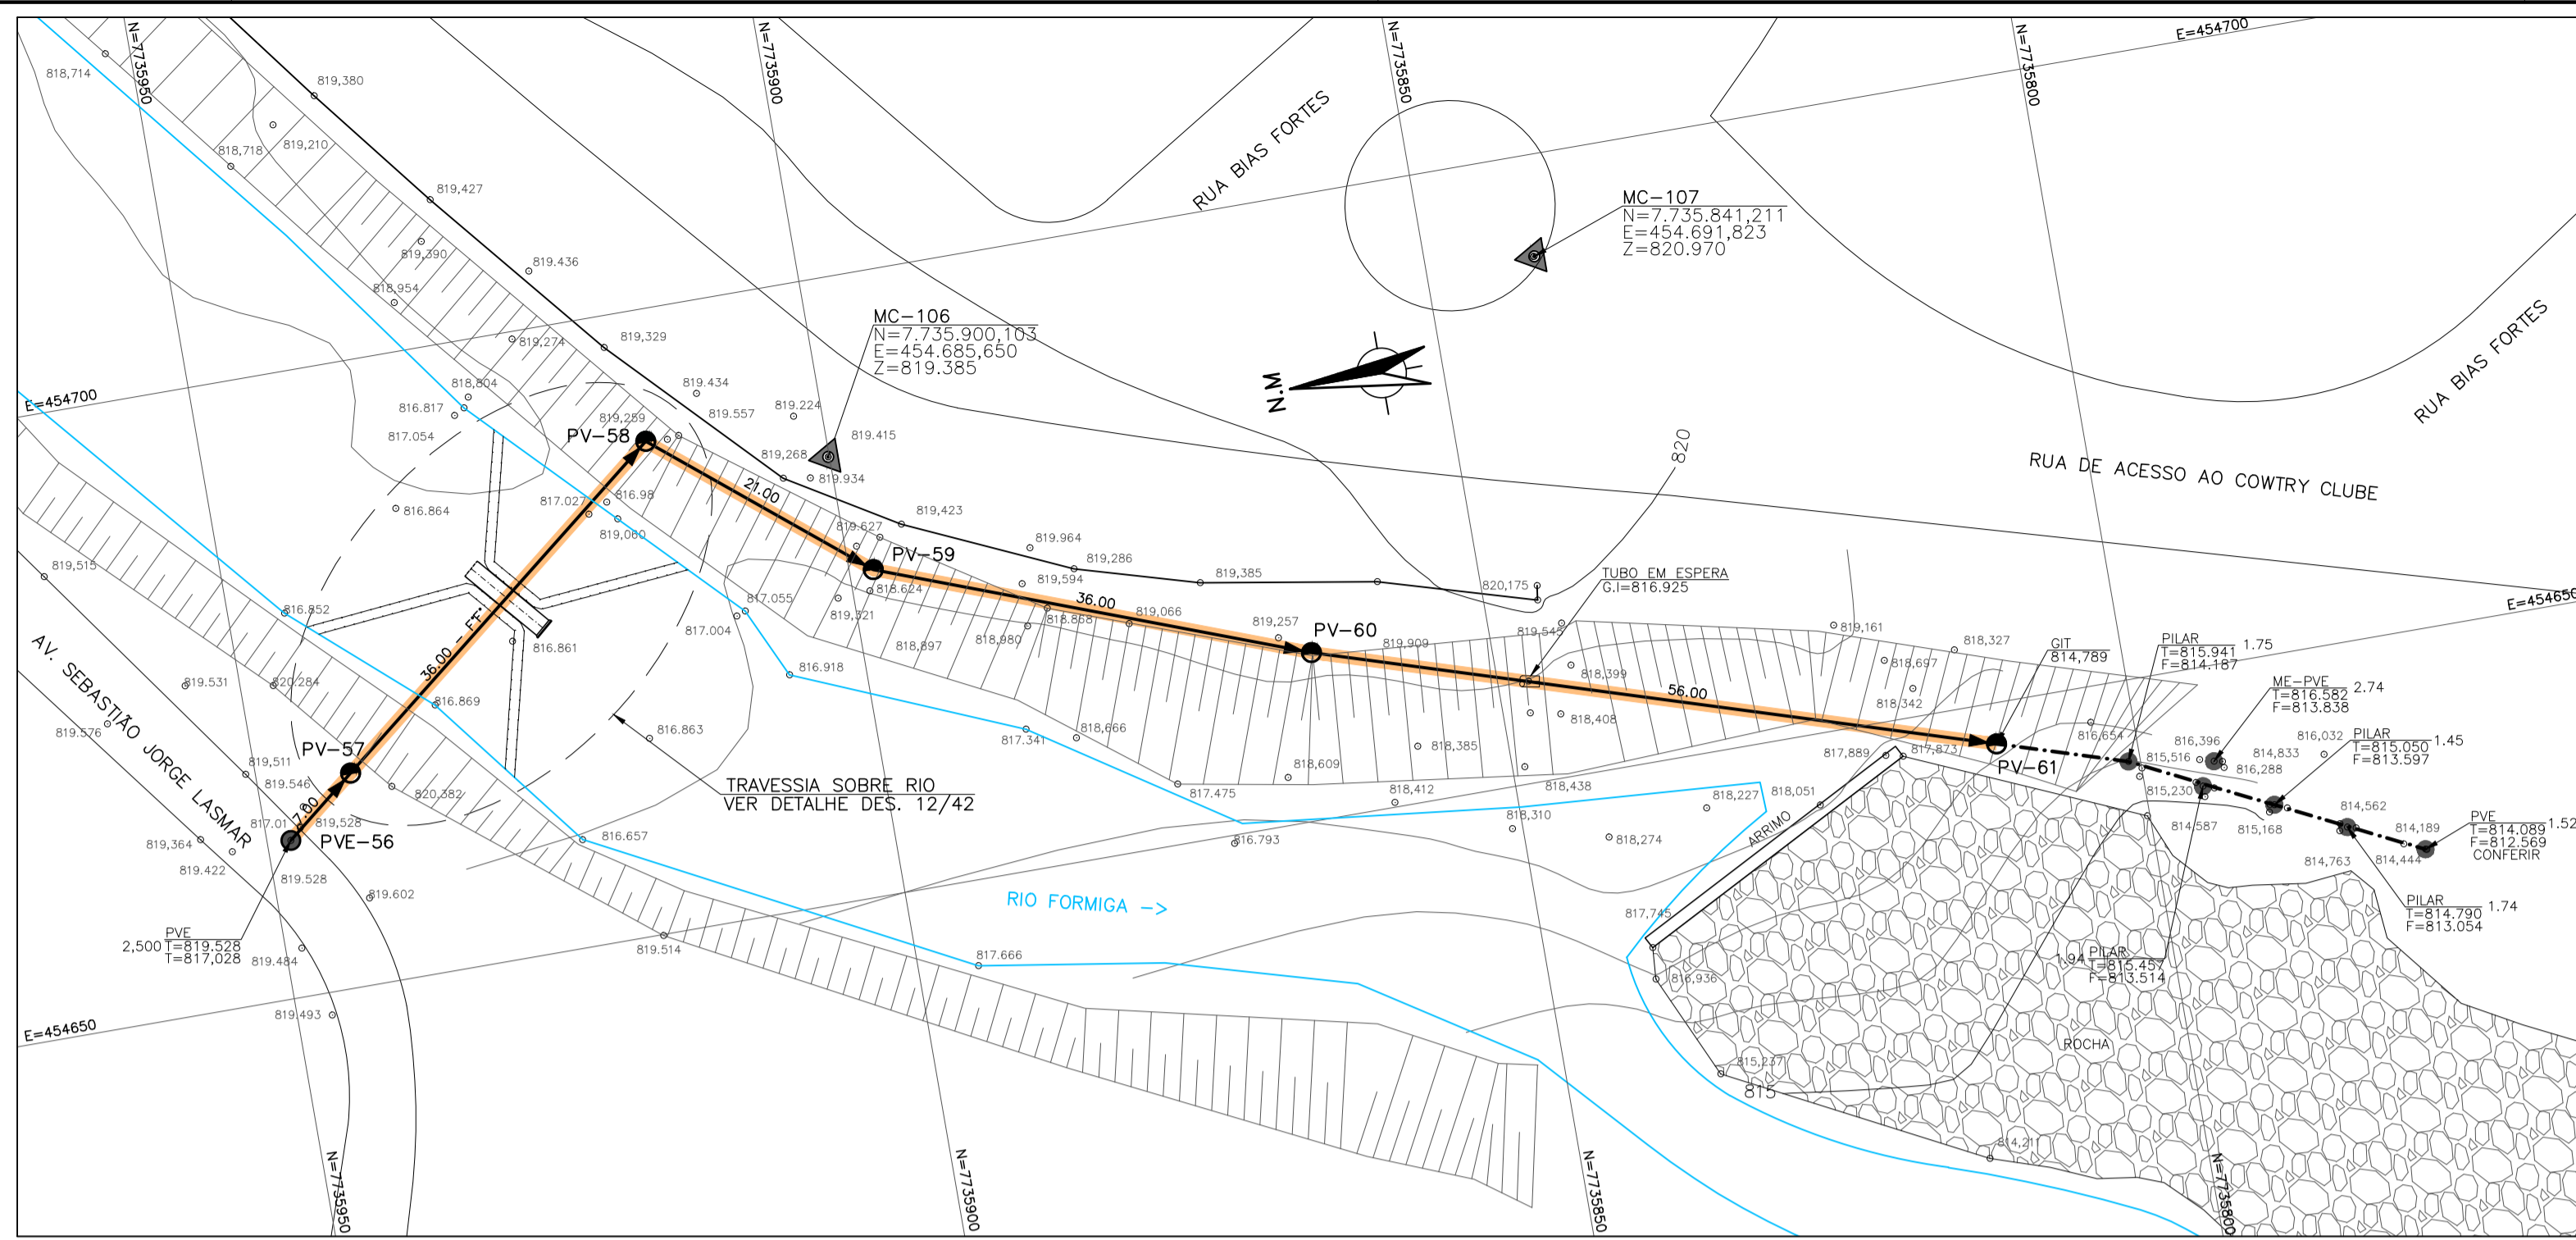 N=7735950
N=7735900
N=7735850
N=7735800
E=454700
818,714
819,380
819,210
818,718
819,427
819,390
819.436
818,954
819,274
819,329
RUA BIAS FORTES
MC-107
N=7.735.841,211
E=454.691,823
Z=820.970
MC-106
N=7.735.900,103
E=454.685,650
Z=819.385
N.M
RUA BIAS FORTES
E=454700
818,804
816.817
817.054
819.434
819,259
819.557
819.224
PV-58
819.415
819,268
819.934
820
RUA DE ACESSO AO COWTRY CLUBE
21.00
817.027
816.98
816.864
819,060
819,423
819.627
PV-59
819.964
819,286
819,385
819,594
818.624
819,321
820,175
TUBO EM ESPERA
G.I=816.925
E=454650
819,515
816.852
817.055
817.004
36.00
818.868
819,066
818,897
818,980
819,257
PV-60
819,909
819,545
819,161
818,327
GIT
814,789
PILAR
T=815.941
F=814.187
1.75
AV. SEBASTIÃO JORGE LASMAR
36.00
F°F°
816.861
816.918
818,399
818,697
56.00
818,342
ME-PVE
T=816.582
F=813.838
2.74
819.531
820.284
816.869
819.576
816.863
817.341
818,666
818,408
818,385
816,654
816,396
816,032
PILAR
T=815.050
F=813.597
1.45
PV-57
819,511
819.546
820,382
TRAVESSIA SOBRE RIO
VER DETALHE DES. 12/42
817.475
818,609
818,438
817,889
817,873
PV-61
815,516
814,833
816,288
815,230
7.00
817.01
819,528
PVE-56
818,412
818,227
818,051
818,310
818,274
ARRIMO
814,587
815,168
814,562
814,189
814,763
814,444
PVE
T=814.089
F=812.569
CONFERIR
1.52
819,364
819.422
816.657
816.793
819.528
819.602
RIO FORMIGA ->
PILAR
T=814.790
F=813.054
1.74
PVE
T=819.528
T=817,028
2,500
819.484
819.514
817.666
817,745
816,936
1.94
PILAR
T=815.457
F=813.514
819.493
E=454650
ROCHA
815,237
815
814,211
N=7735950
N=7735900
N=7735850
N=7735800